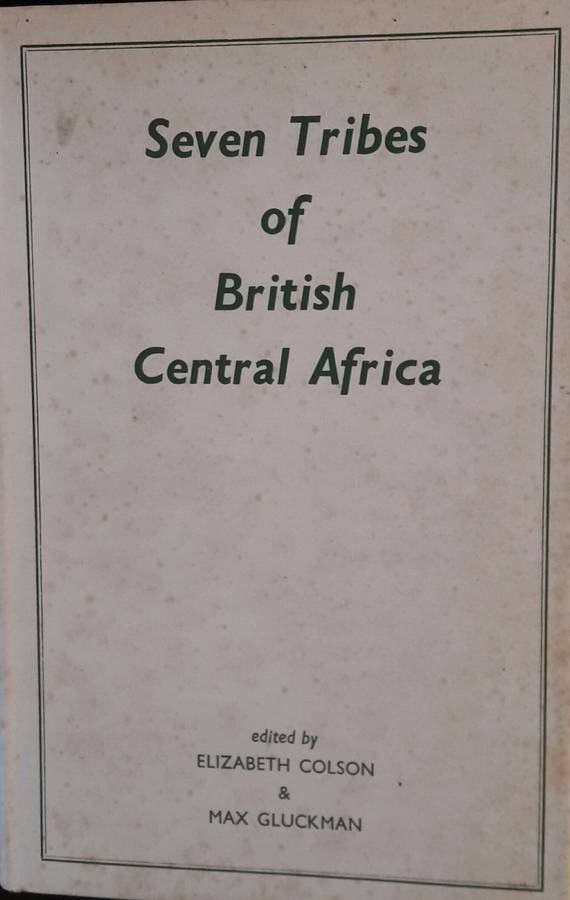 Seven Tribes
of
British
Central Africa
edited by
ELIZABETH COLSON
&
MAX GLUCKMAN